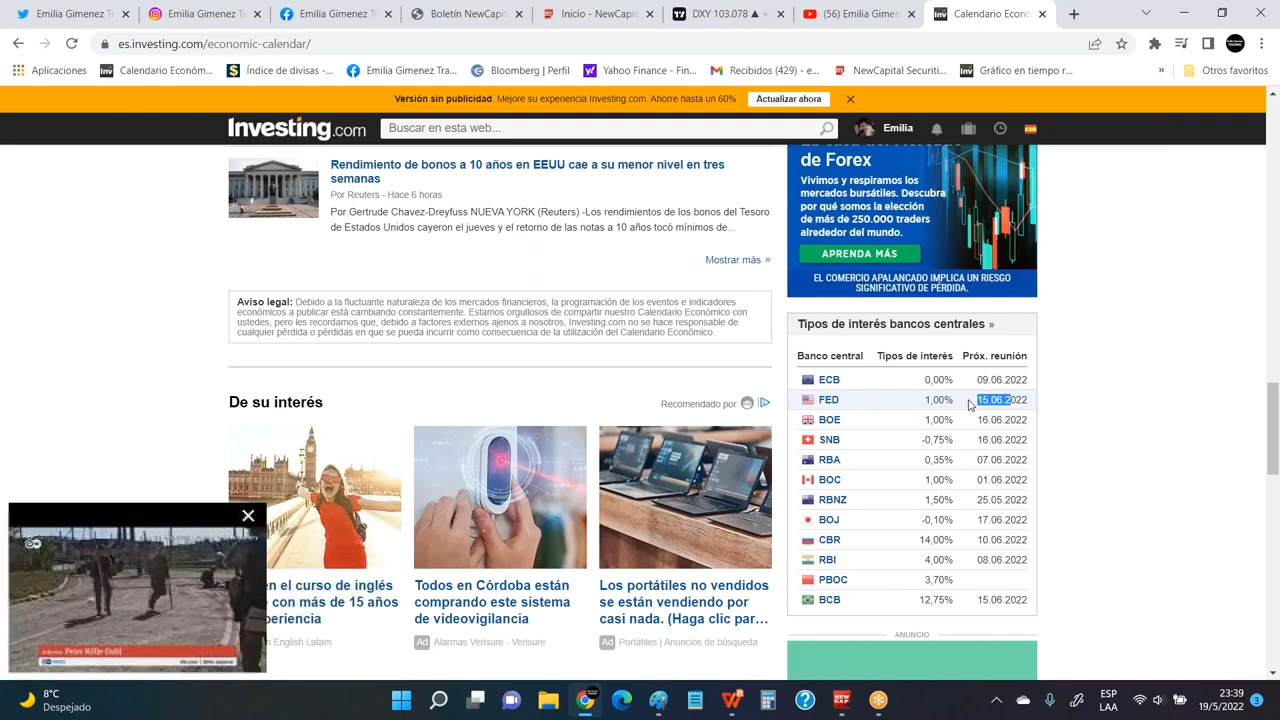 Emilia Gimenez T
Emilia Gimenez Tr
Emilia Gimenez T
Boletín NewCapit
Inicio - NewCapit
DXY 103.078 ▲ +
(56) Emilia Gimen
Calendario Econó
es.investing.com/economic-calendar/
Aplicaciones
Calendario Económ...
Índice de divisas -...
Emilia Gimenez Tra...
Bloomberg | Perfil
Yahoo Finance - Fin...
Recibidos (429) - e...
NewCapital Securiti...
Gráfico en tiempo r...
»
Otros favoritos
Versión sin publicidad. Mejore su experiencia Investing.com. Ahorre hasta un 60%
Actualizar ahora
Investing.com
Buscar en esta web...
Emilia
Rendimiento de bonos a 10 años en EEUU cae a su menor nivel en tres
semanas
Por Reuters - Hace 6 horas
Por Gertrude Chavez-Dreyfuss NUEVA YORK (Reuters) -Los rendimientos de los bonos del Tesoro
de Estados Unidos cayeron el jueves y el retorno de las notas a 10 años tocó mínimos de...
Mostrar más »
Aviso legal: Debido a la fluctuante naturaleza de los mercados financieros, la programación de los eventos e indicadores
económicos a publicar está cambiando constantemente. Estamos orgullosos de compartir nuestro Calendario Económico con
ustedes, pero les recordamos que, debido a factores externos ajenos a nosotros, Investing.com no se hace responsable de
cualquier pérdida o pérdidas en que se pueda incurrir como consecuencia de la utilización del Calendario Económico.
De su interés
Recomendado por
en el curso de inglés
con más de 15 años
periencia
n English Latam
Todos en Córdoba están
comprando este sistema
de videovigilancia
Ad Alarmas Verisure - Verisure
Los portátiles no vendidos
se están vendiendo por
casi nada. (Haga clic par...
Ad Portátiles | Anuncios de búsqueda
de Forex
Vivimos y respiramos los
mercados bursátiles. Descubra
por qué somos la elección
de más de 250.000 traders
alrededor del mundo.
APRENDA MÁS
EL COMERCIO APALANCADO IMPLICA UN RIESGO
SIGNIFICATIVO DE PÉRDIDA.
Tipos de interés bancos centrales »
Banco central Tipos de interés Próx. reunión
ECB 0,00% 09.06.2022
FED 1,00% 15.06.2022
BOE 1,00% 16.06.2022
SNB -0,75% 16.06.2022
RBA 0,35% 07.06.2022
BOC 1,00% 01.06.2022
RBNZ 1,50% 25.05.2022
BOJ -0,10% 17.06.2022
CBR 14,00% 10.06.2022
RBI 4,00% 08.06.2022
PBOC 3,70%
BCB 12,75% 15.06.2022
ANUNCIO
8°C
Despejado
ESP
LAA
23:39
19/5/2022
3